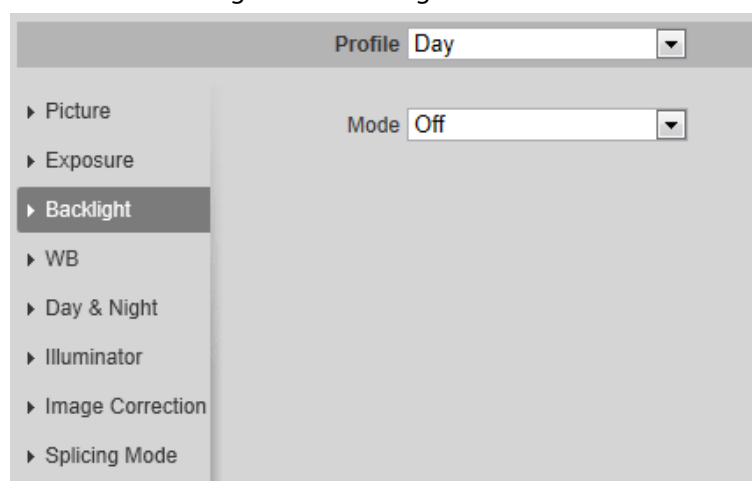 Profile Day
Picture
Mode Off
Exposure
Backlight
WB
Day & Night
Illuminator
Image Correction
Splicing Mode